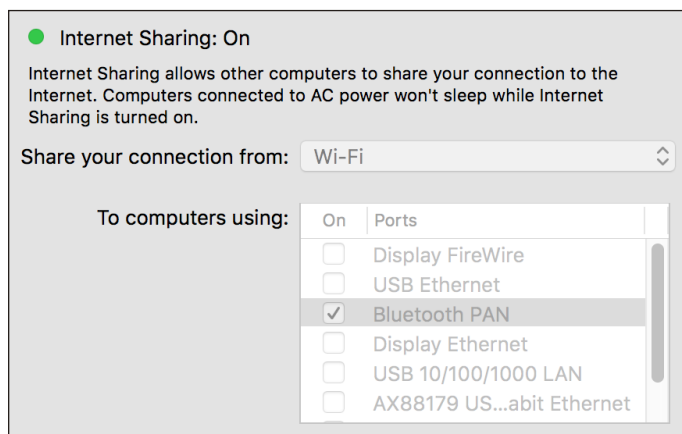 Internet Sharing: On
Internet Sharing allows other computers to share your connection to the
Internet. Computers connected to AC power won't sleep while Internet
Sharing is turned on.
Share your connection from: Wi-Fi
To computers using: On Ports
Display FireWire
USB Ethernet
Bluetooth PAN
Display Ethernet
USB 10/100/1000 LAN
AX88179 US...abit Ethernet